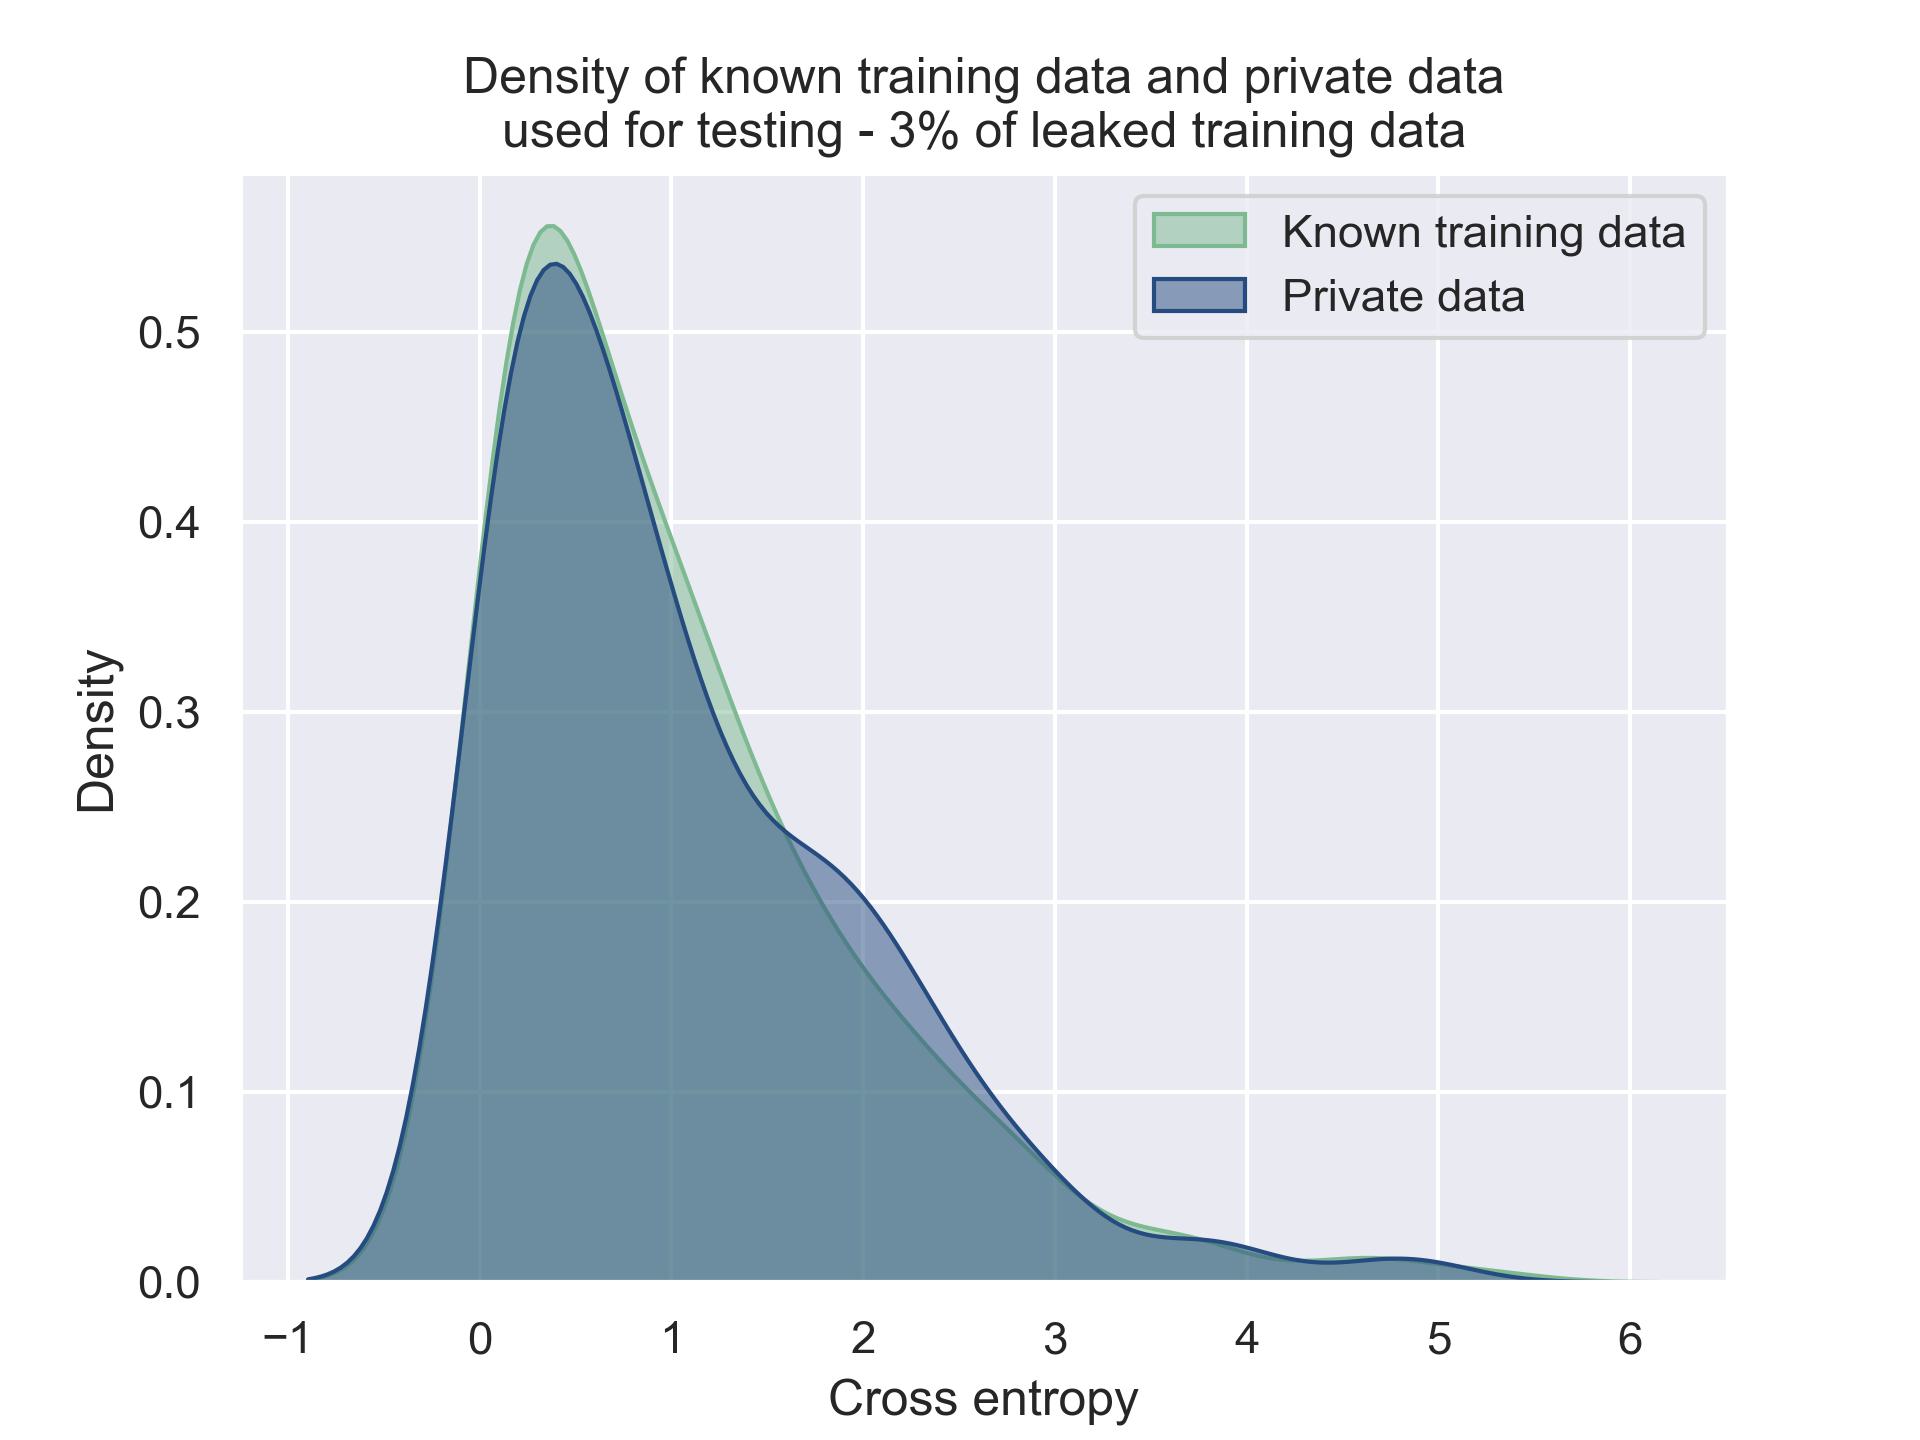 Density of known training data and private data
used for testing - 3% of leaked training data
Known training data
Private data
Density
0.5
0.4
0.3
0.2
0.1
0.0
−1 0 1 2 3 4 5 6
Cross entropy